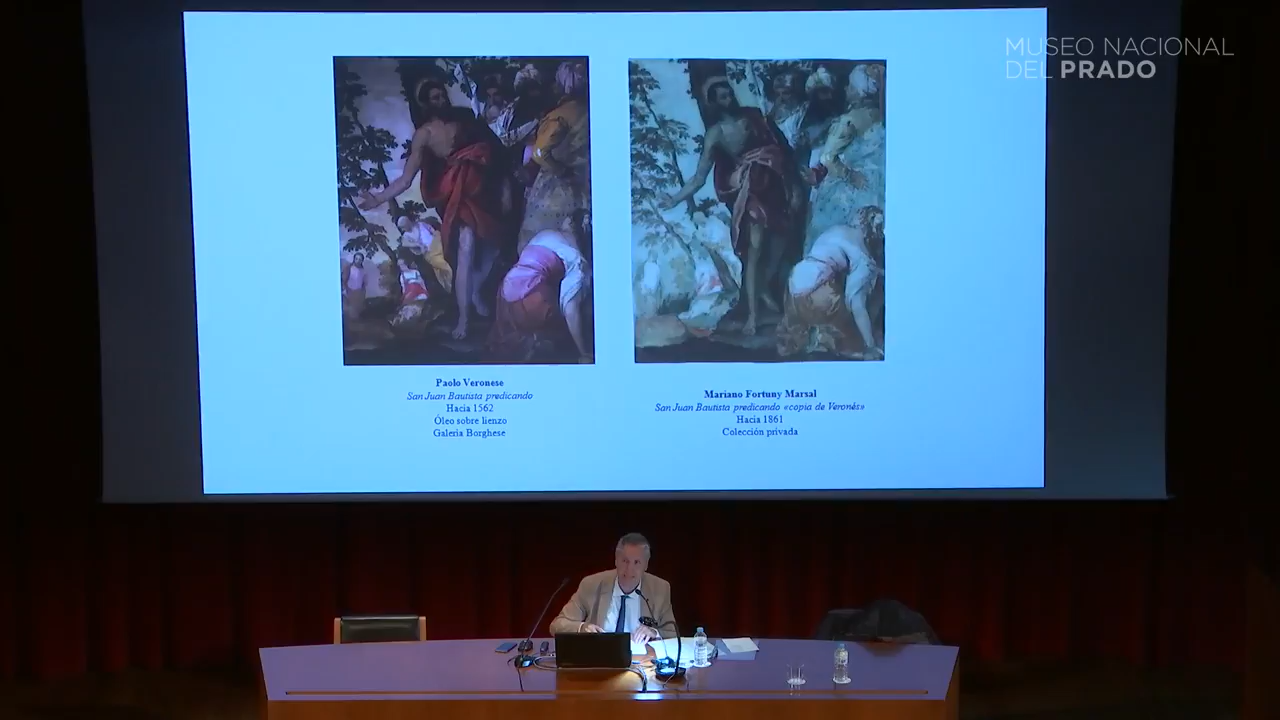 MUSEO NACIONAL
DEL PRADO
Paolo Veronese
San Juan Bautista predicando
Hacia 1562
Óleo sobre lienzo
Galeria Borghese
Mariano Fortuny Marsal
San Juan Bautista predicando «copia de Veronés»
Hacia 1861
Colección privada